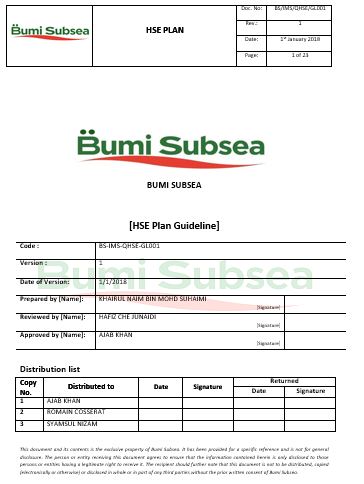 Bumi Subsea
HSE PLAN
Doc. No: BS/IMS/QHSE/GL001
Rev.: 1
Date: 1st January 2018
Page: 1 of 23
Bumi Subsea
BUMI SUBSEA
[HSE Plan Guideline]
Code : BS-IMS-QHSE-GL001
Version : 1
Bumi Subsea
Date of Version: 1/1/2018
Prepared by [Name]: KHAIRUL NAIM BIN MOHD SUHAIMI
[Signature]
Reviewed by [Name]: HAFIZ CHE JUNAIDI
[Signature]
Approved by [Name]: AJAB KHAN
[Signature]
Distribution list
Copy No. Distributed to Date Signature Returned
Date Signature
1 AJAB KHAN
2 ROMAIN COSSERAT
3 SYAMSUL NIZAM
This document and its contents is the exclusive property of Bumi Subsea. It has been provided for a specific reference and is not for general
disclosure. The person or entity receiving this document agrees to ensure that the information contained herein is only disclosed to those
persons or entities having a legitimate right to receive it. The recipient should further note that this document is not to be distributed, copied
(electronically or otherwise) or disclosed in whole or in part of any third parties without the prior written consent of Bumi Subsea.